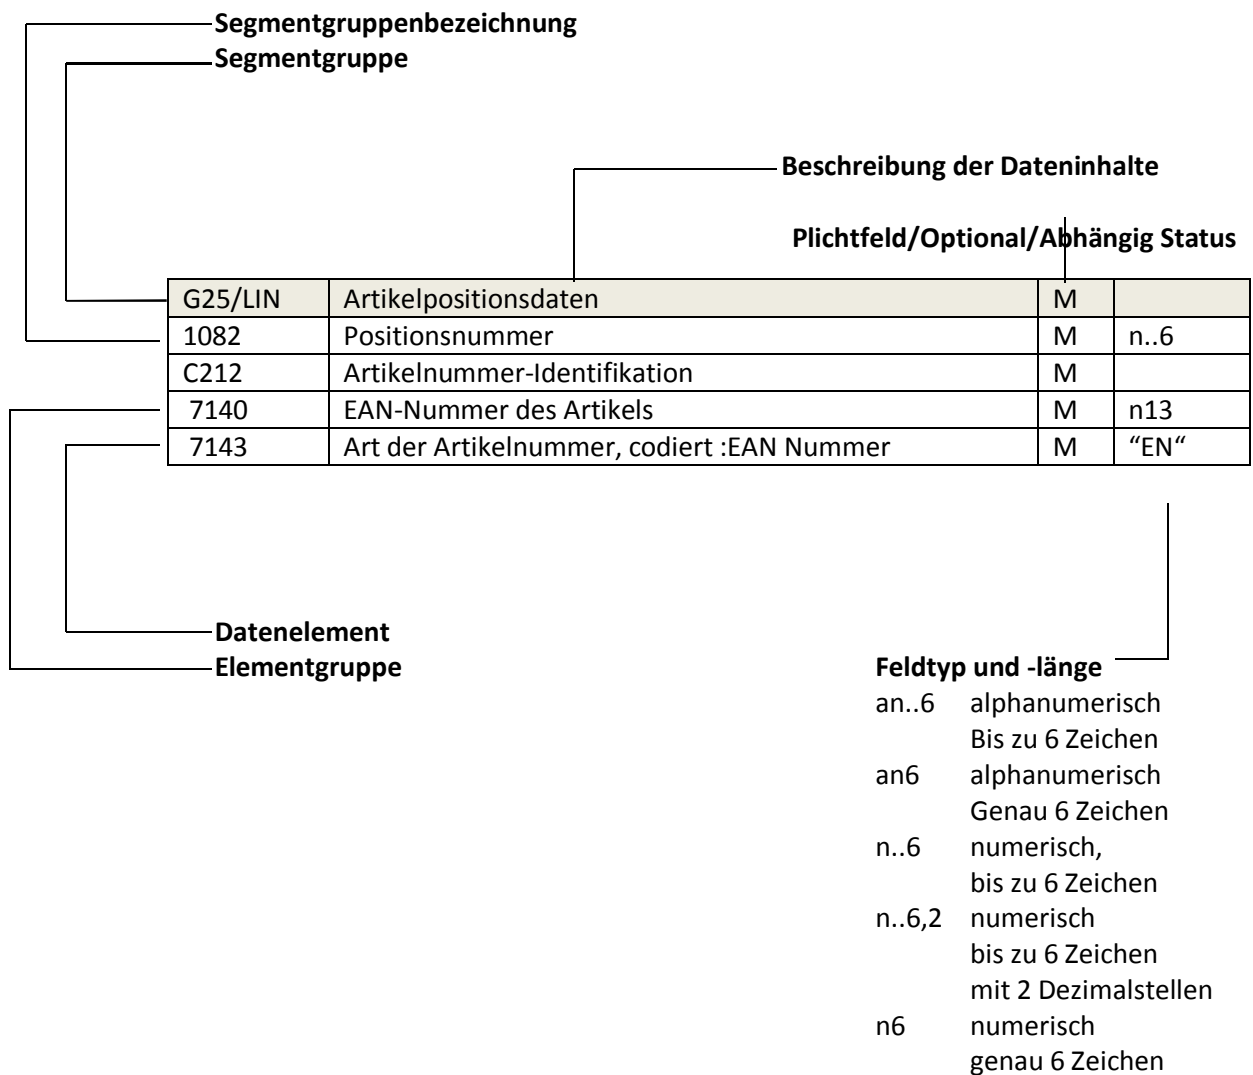 Segmentgruppenbezeichnung
Segmentgruppe
Beschreibung der Dateninhalte
Plichtfeld/Optional/Abhängig Status
G25/LIN Artikelpositionsdaten M
1082 Positionsnummer M n..6
C212 Artikelnummer-Identifikation M
7140 EAN-Nummer des Artikels M n13
7143 Art der Artikelnummer, codiert :EAN Nummer M “EN“
Datenelement
Elementgruppe
Feldtyp und -länge
an..6 alphanumerisch
Bis zu 6 Zeichen
an6 alphanumerisch
Genau 6 Zeichen
n..6 numerisch,
bis zu 6 Zeichen
n..6,2 numerisch
bis zu 6 Zeichen
mit 2 Dezimalstellen
n6 numerisch
genau 6 Zeichen